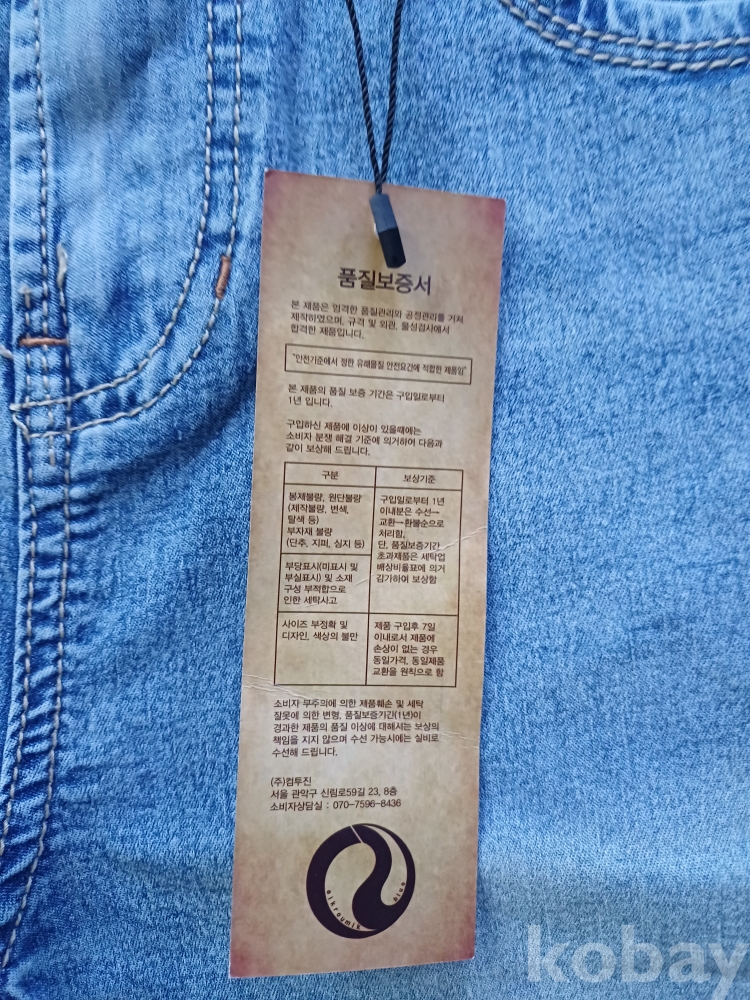 품질보증서
본 제품은 엄격한 품질관리와 공정관리를 거쳐
제작하였으며, 규격 및 외관, 물성검사에서
합격한 제품입니다.
"안전기준에서 정한 유해물질 안전요건에 적합한 제품임"
본 제품의 품질 보증 기간은 구입일로부터
1년 입니다.
구입하신 제품에 이상이 있을때에는
소비자 분쟁 해결 기준에 의거하여 다음과
같이 보상해 드립니다.
구분
보상기준
봉제불량, 원단불량
(제작불량, 변색,
탈색 등)
부자재 불량
(단추, 지퍼, 심지 등)
구입일로부터 1년
이내분은 수선→
교환→환불순으로
처리함,
단, 품질보증기간
초과제품은 세탁업
배상비율표에 의거
감가하여 보상함
부당표시(미표시 및
부실표시) 및 소재
구성 부적합으로
인한 세탁사고
사이즈 부정확 및
디자인, 색상의 불만
제품 구입후 7일
이내로서 제품에
손상이 없는 경우
동일가격, 동일제품
교환을 원칙으로 함
소비자 부주의에 의한 제품훼손 및 세탁
잘못에 의한 변형, 품질보증기간(1년)이
경과한 제품의 품질 이상에 대해서는 보상의
책임을 지지 않으며 수선 가능시에는 실비로
수선해 드립니다.
(주)컴투진
서울 관악구 신림로59길 23, 8층
소비자상담실 : 070-7596-8436
kobay